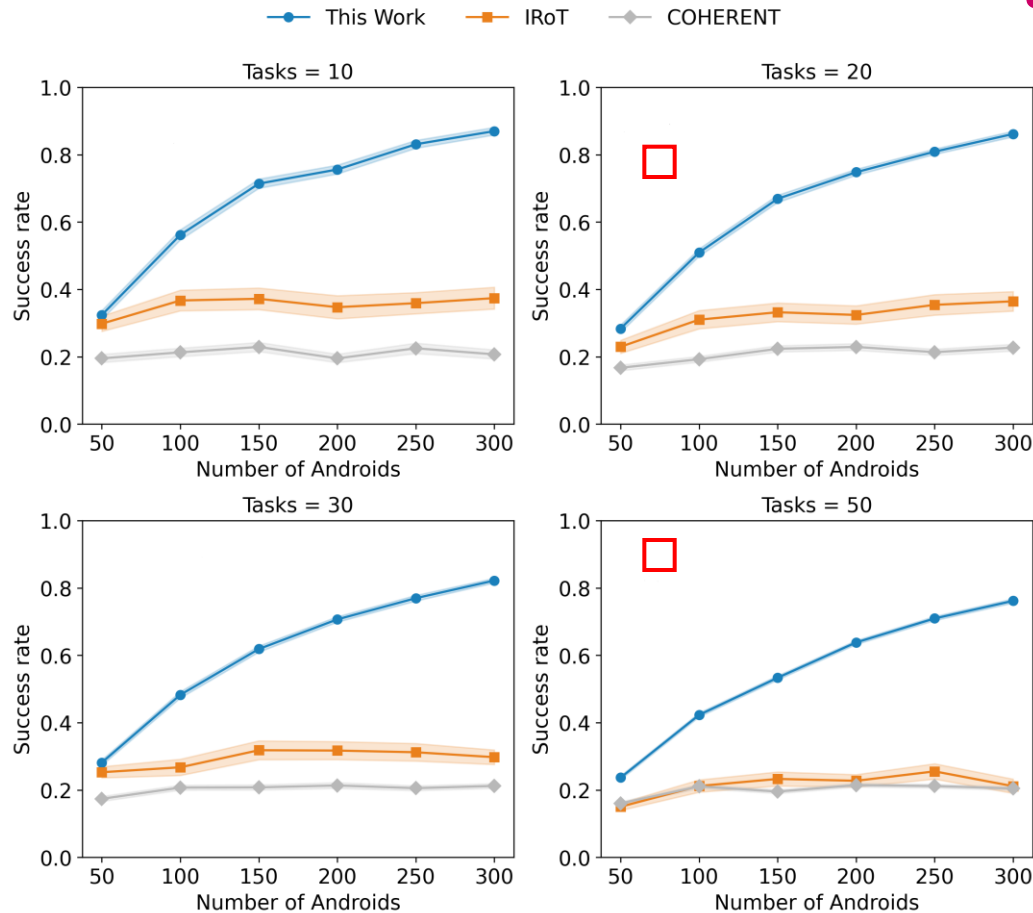 This Work IRoT COHERENT
Tasks = 10
1.0
0.8
0.6
0.4
0.2
0.0
Success rate
50 100 150 200 250 300
Number of Androids
Tasks = 20
1.0
0.8
0.6
0.4
0.2
0.0
Success rate
50 100 150 200 250 300
Number of Androids
Tasks = 30
1.0
0.8
0.6
0.4
0.2
0.0
Success rate
50 100 150 200 250 300
Number of Androids
Tasks = 50
1.0
0.8
0.6
0.4
0.2
0.0
Success rate
50 100 150 200 250 300
Number of Androids